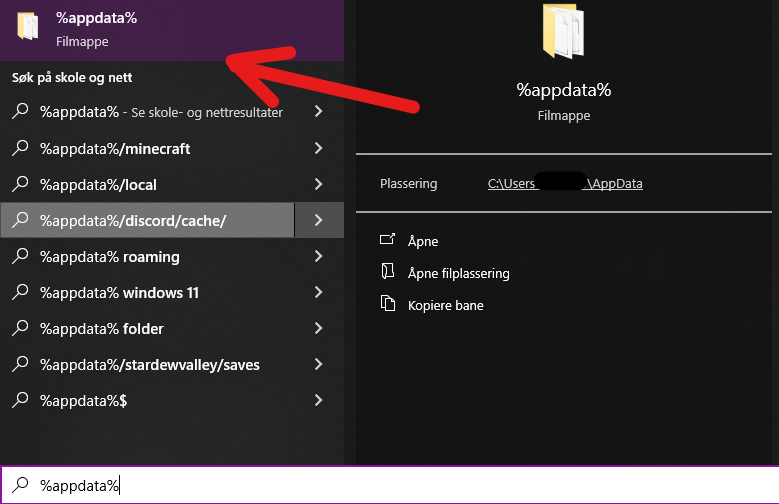 %appdata%
Filmappe
Søk på skole og nett
%appdata% - Se skole- og nettresultater
%appdata%/minecraft
%appdata%/local
%appdata%/discord/cache/
%appdata% roaming
%appdata% windows 11
%appdata% folder
%appdata%/stardewvalley/saves
%appdata%$
%appdata%
%appdata%
Filmappe
Plassering C:\Users \AppData
Åpne
Åpne filplassering
Kopiere bane